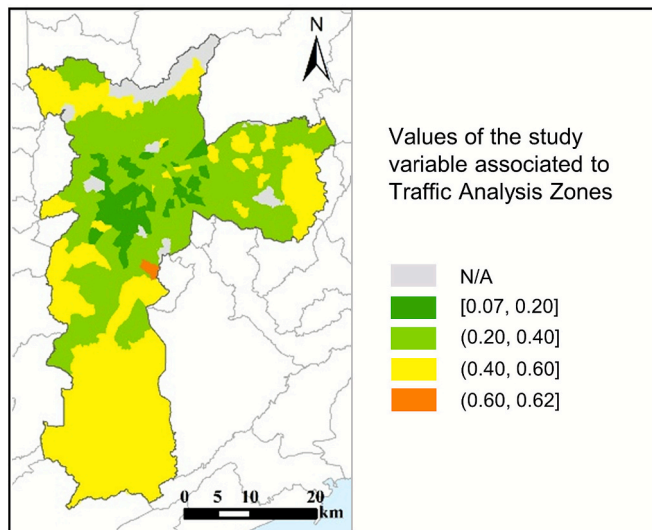 N
Values of the study
variable associated to
Traffic Analysis Zones
N/A
[0.07, 0.20]
(0.20, 0.40]
(0.40, 0.60]
(0.60, 0.62]
0 5 10 20
km